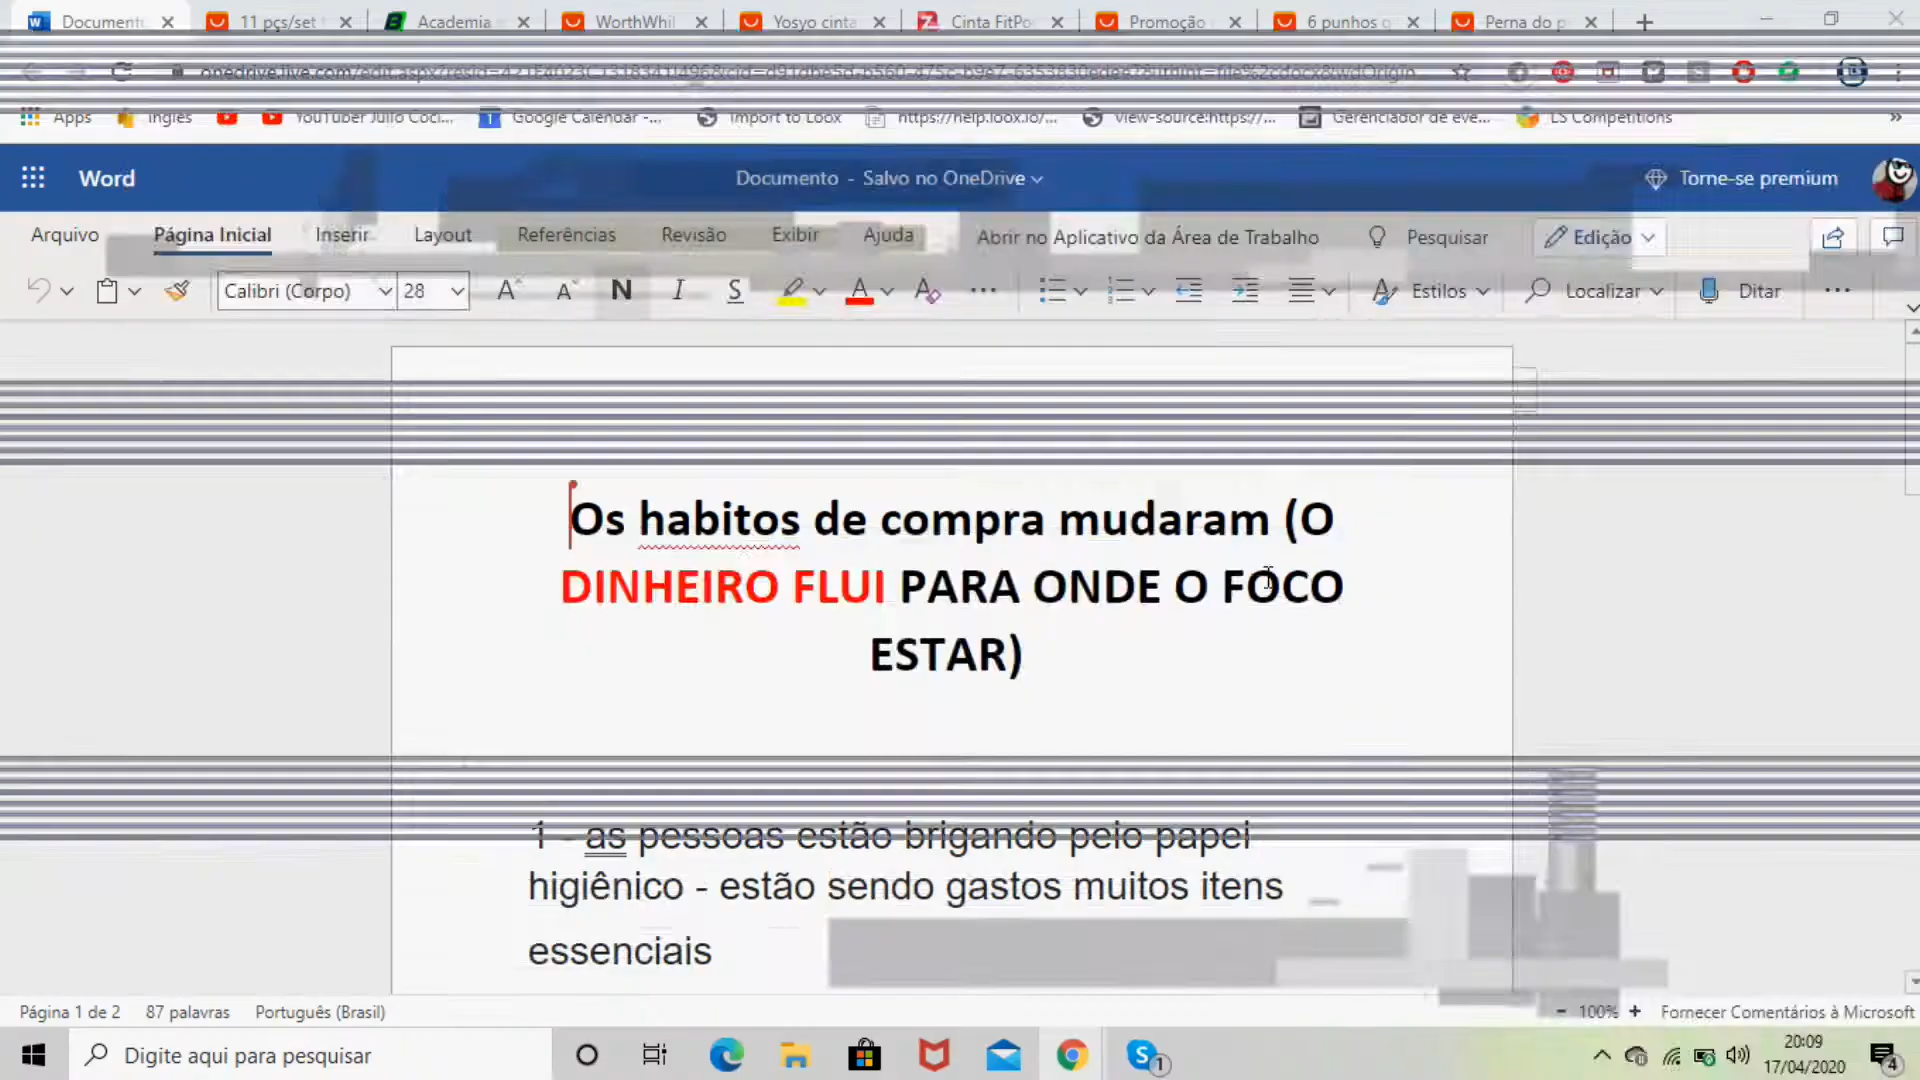 Document
11 pçs/set
Academia
WorthWhil
Yosyo cinta
Cinta FitPo
Promoção
6 punhos
Perna do p
Apps
Inglês
YouTuber Julio Coci...
Google Calendar -...
Import to Loox
https://help.loox.io/...
view-source:https://...
Gerenciador de eve...
LS Competitions
»
Word
Documento - Salvo no OneDrive
Torne-se premium
Arquivo
Página Inicial
Inserir
Layout
Referências
Revisão
Exibir
Ajuda
Abrir no Aplicativo da Área de Trabalho
Pesquisar
Edição
Calibri (Corpo)
28
N
I
S
Estilos
Localizar
Ditar
Os habitos de compra mudaram (O
DINHEIRO FLUI PARA ONDE O FOCO
ESTAR)
1 - as pessoas estão brigando pelo papel
higiênico - estão sendo gastos muitos itens
essenciais
Página 1 de 2
87 palavras
Português (Brasil)
100%
Fornecer Comentários à Microsoft
Digite aqui para pesquisar
1
20:09
17/04/2020
4